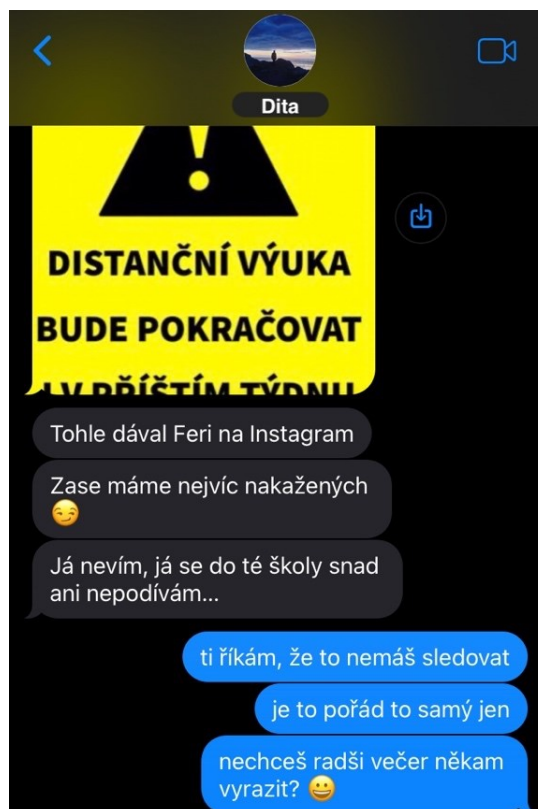 Dita
DISTANČNÍ VÝUKA
BUDE POKRAČOVAT
I V PŘÍŠTÍM TÝDNU
Tohle dával Feri na Instagram
Zase máme nejvíc nakažených
😏
Já nevím, já se do té školy snad
ani nepodívám...
ti říkám, že to nemáš sledovat
je to pořád to samý jen
nechceš radši večer někam
vyrazit? 😀